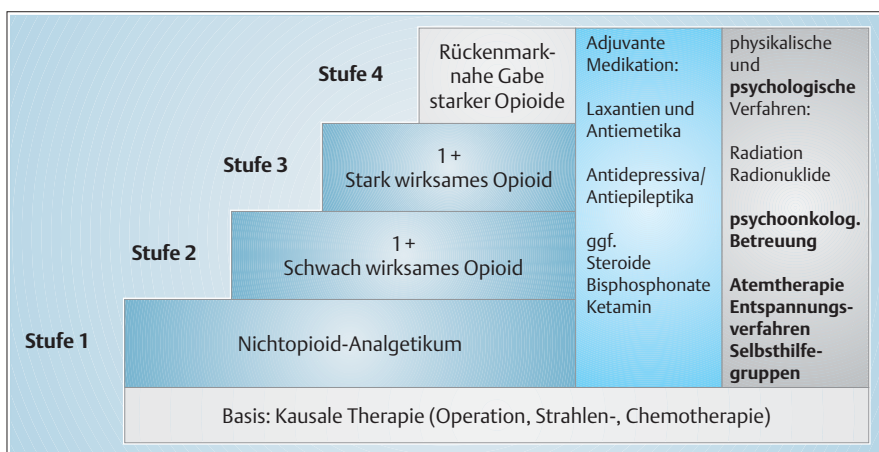 Stufe 4
Rückenmark-
nahe Gabe
starker Opioide
Stufe 3
1 +
Stark wirksames Opioid
Stufe 2
1 +
Schwach wirksames Opioid
Stufe 1
Nichtopioid-Analgetikum
Adjuvante
Medikation:
Laxantien und
Antiemetika
Antidepressiva/
Antiepileptika
ggf.
Steroide
Bisphosphonate
Ketamin
physikalische
und
psychologische
Verfahren:
Radiation
Radionuklide
psychoonkolog.
Betreuung
Atemtherapie
Entspannungs-
verfahren
Selbsthilfe-
gruppen
Basis: Kausale Therapie (Operation, Strahlen-, Chemotherapie)